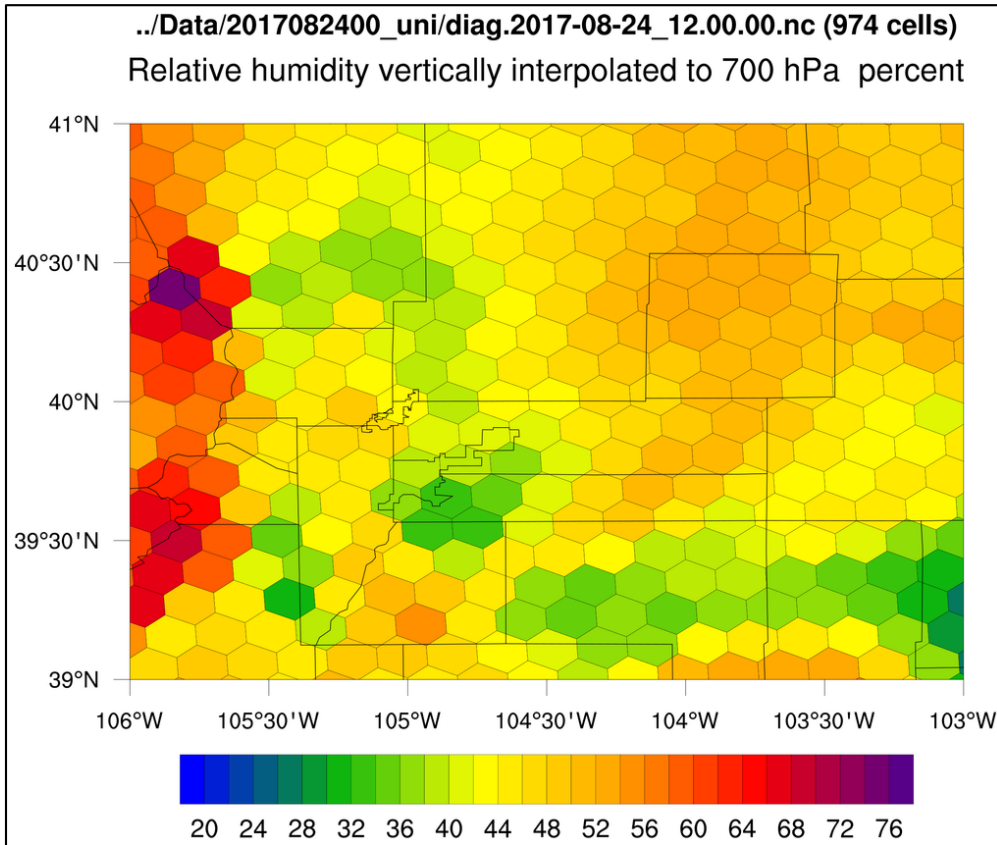 ../Data/2017082400_uni/diag.2017-08-24_12.00.00.nc (974 cells)
Relative humidity vertically interpolated to 700 hPa  percent
41°N
40°30'N
40°N
39°30'N
39°N
106°W 105°30'W 105°W 104°30'W 104°W 103°30'W 103°W
20 24 28 32 36 40 44 48 52 56 60 64 68 72 76